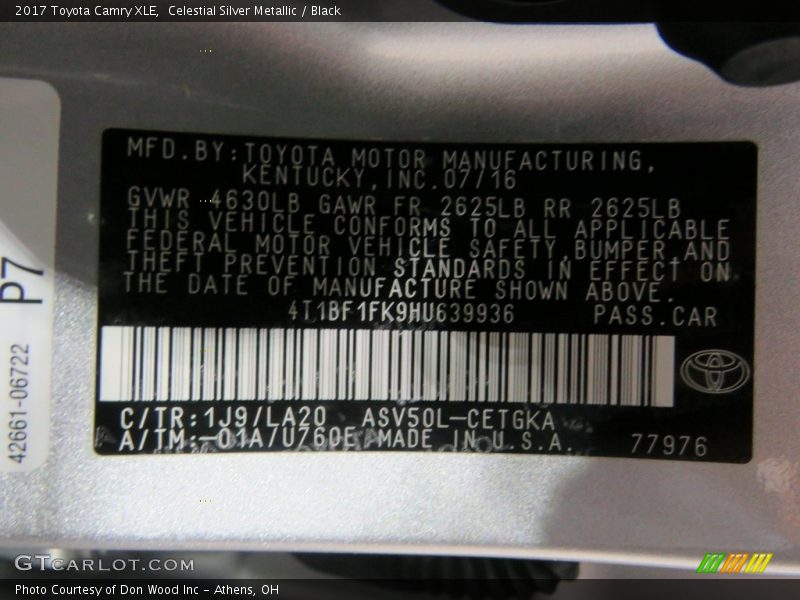 2017 Toyota Camry XLE,  Celestial Silver Metallic / Black
MFD.BY:TOYOTA MOTOR MANUFACTURING,
KENTUCKY,INC.07/16
GVWR 4630LB GAWR FR 2625LB RR 2625LB
THIS VEHICLE CONFORMS TO ALL APPLICABLE
FEDERAL MOTOR VEHICLE SAFETY,BUMPER,AND
THEFT PREVENTION STANDARDS IN EFFECT ON
THE DATE OF MANUFACTURE SHOWN ABOVE.
4T1BF1FK9HU639936 PASS.CAR
C/TR:1J9/LA20 ASV50L-CETGKA
A/TM:-01A/U760E MADE IN U.S.A. 77976
P7
42661-06722
GTCARLOT.COM
Photo Courtesy of Don Wood Inc - Athens, OH